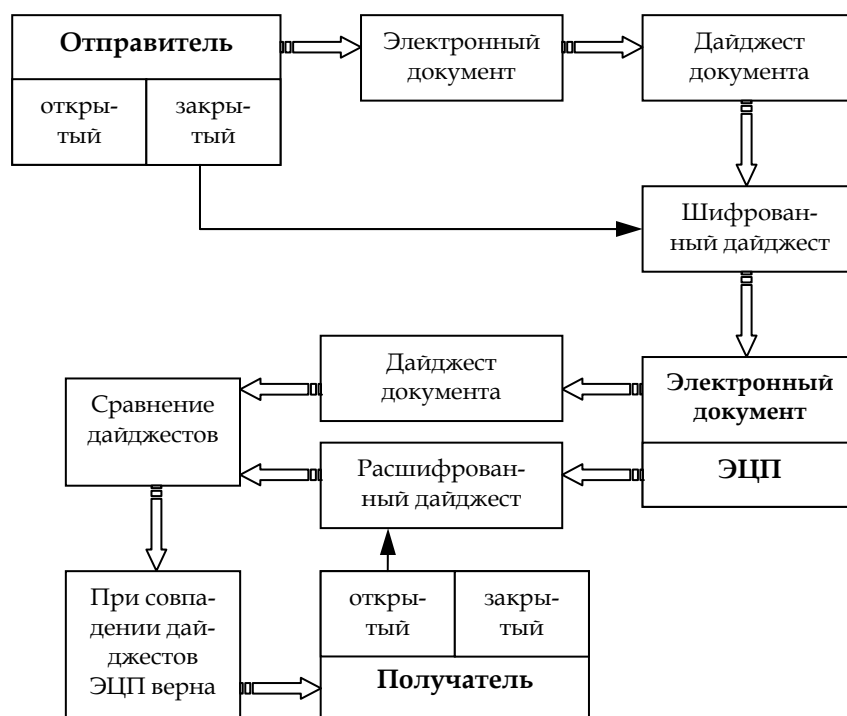 Отправитель
откры-
тый
закры-
тый
Электронный
документ
Дайджест
документа
Шифрован-
ный дайджест
Электронный
документ
ЭЦП
Дайджест
документа
Расшифрован-
ный дайджест
Сравнение
дайджестов
При совпа-
дении дай-
джестов
ЭЦП верна
откры-
тый
закры-
тый
Получатель